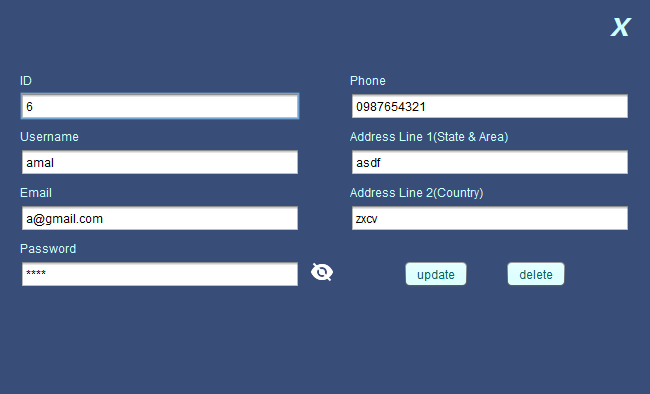 X
ID
6
Phone
0987654321
Username
amal
Address Line 1(State & Area)
asdf
Email
a@gmail.com
Address Line 2(Country)
zxcv
Password
****
update
delete